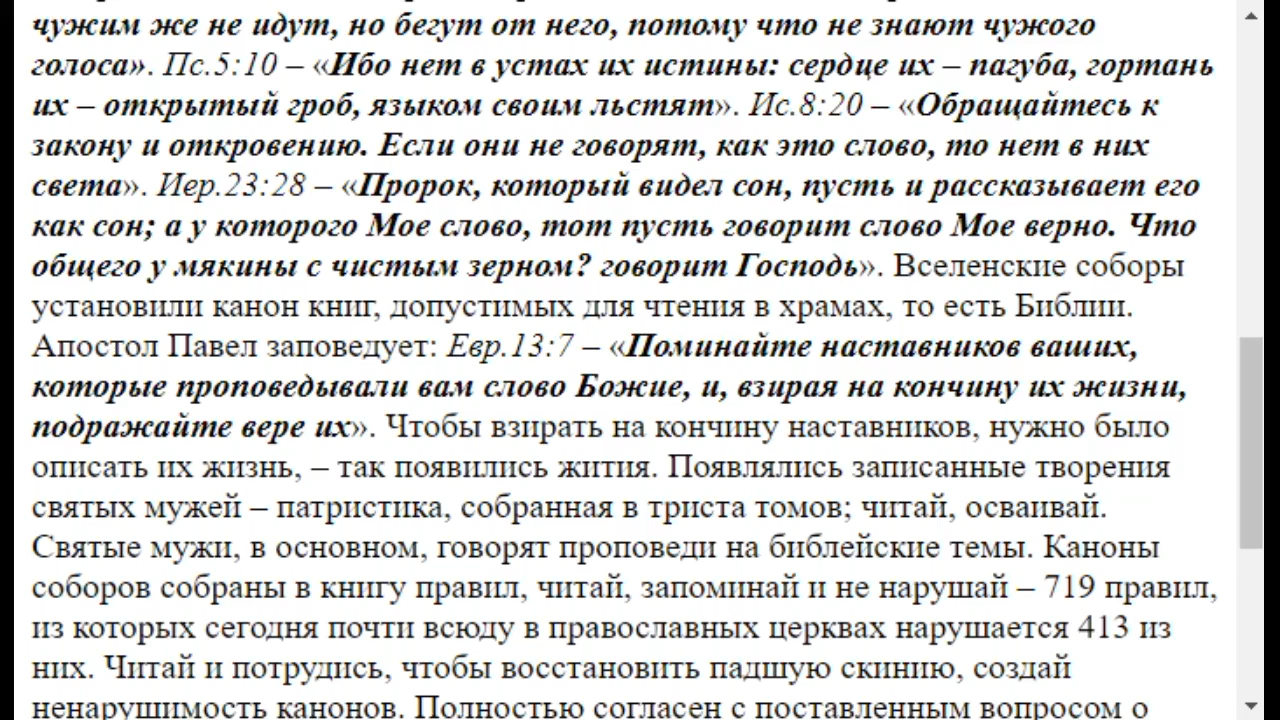 чужим же не идут, но бегут от него, потому что не знают чужого
голоса». Пс.5:10 – «Ибо нет в устах их истины: сердце их – пагуба, гортань
их – открытый гроб, языком своим льстят». Ис.8:20 – «Обращайтесь к
закону и откровению. Если они не говорят, как это слово, то нет в них
света». Иер.23:28 – «Пророк, который видел сон, пусть и рассказывает его
как сон; а у которого Мое слово, тот пусть говорит слово Мое верно. Что
общего у мякины с чистым зерном? говорит Господь». Вселенские соборы
установили канон книг, допустимых для чтения в храмах, то есть Библии.
Апостол Павел заповедует: Евр.13:7 – «Поминайте наставников ваших,
которые проповедывали вам слово Божие, и, взирая на кончину их жизни,
подражайте вере их». Чтобы взирать на кончину наставников, нужно было
описать их жизнь, – так появились жития. Появлялись записанные творения
святых мужей – патристика, собранная в триста томов; читай, осваивай.
Святые мужи, в основном, говорят проповеди на библейские темы. Каноны
соборов собраны в книгу правил, читай, запоминай и не нарушай – 719 правил,
из которых сегодня почти всюду в православных церквах нарушается 413 из
них. Читай и потрудись, чтобы восстановить падшую скинию, создай
ненарушимость канонов. Полностью согласен с поставленным вопросом о